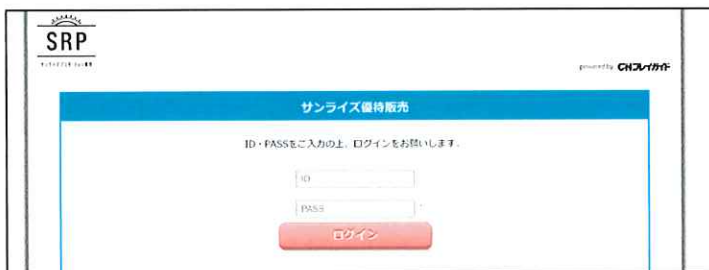 SRP
powered by CNプレイガイド
サンライズ優待販売
ID・PASSをご入力の上、ログインをお願いします。
ID
PASS
ログイン